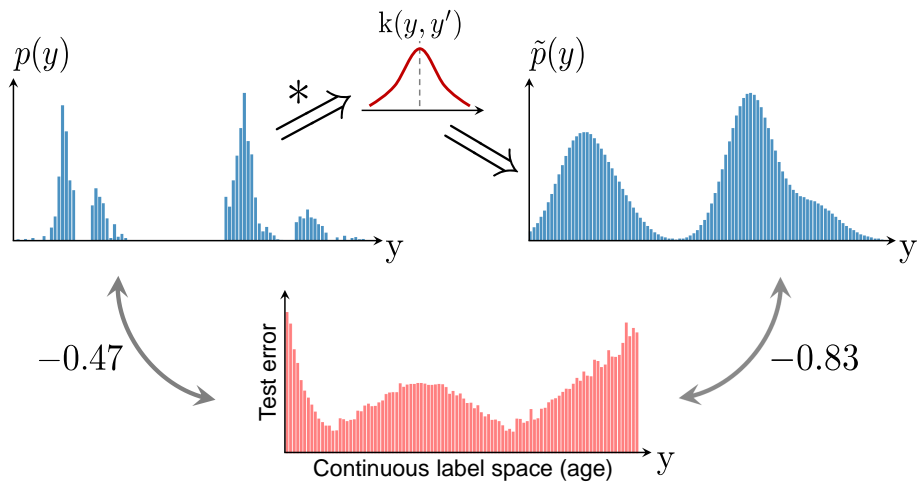 k(y, y′)
p(y)
*
p̃(y)
y
y
−0.47
Test error
−0.83
y
Continuous label space (age)